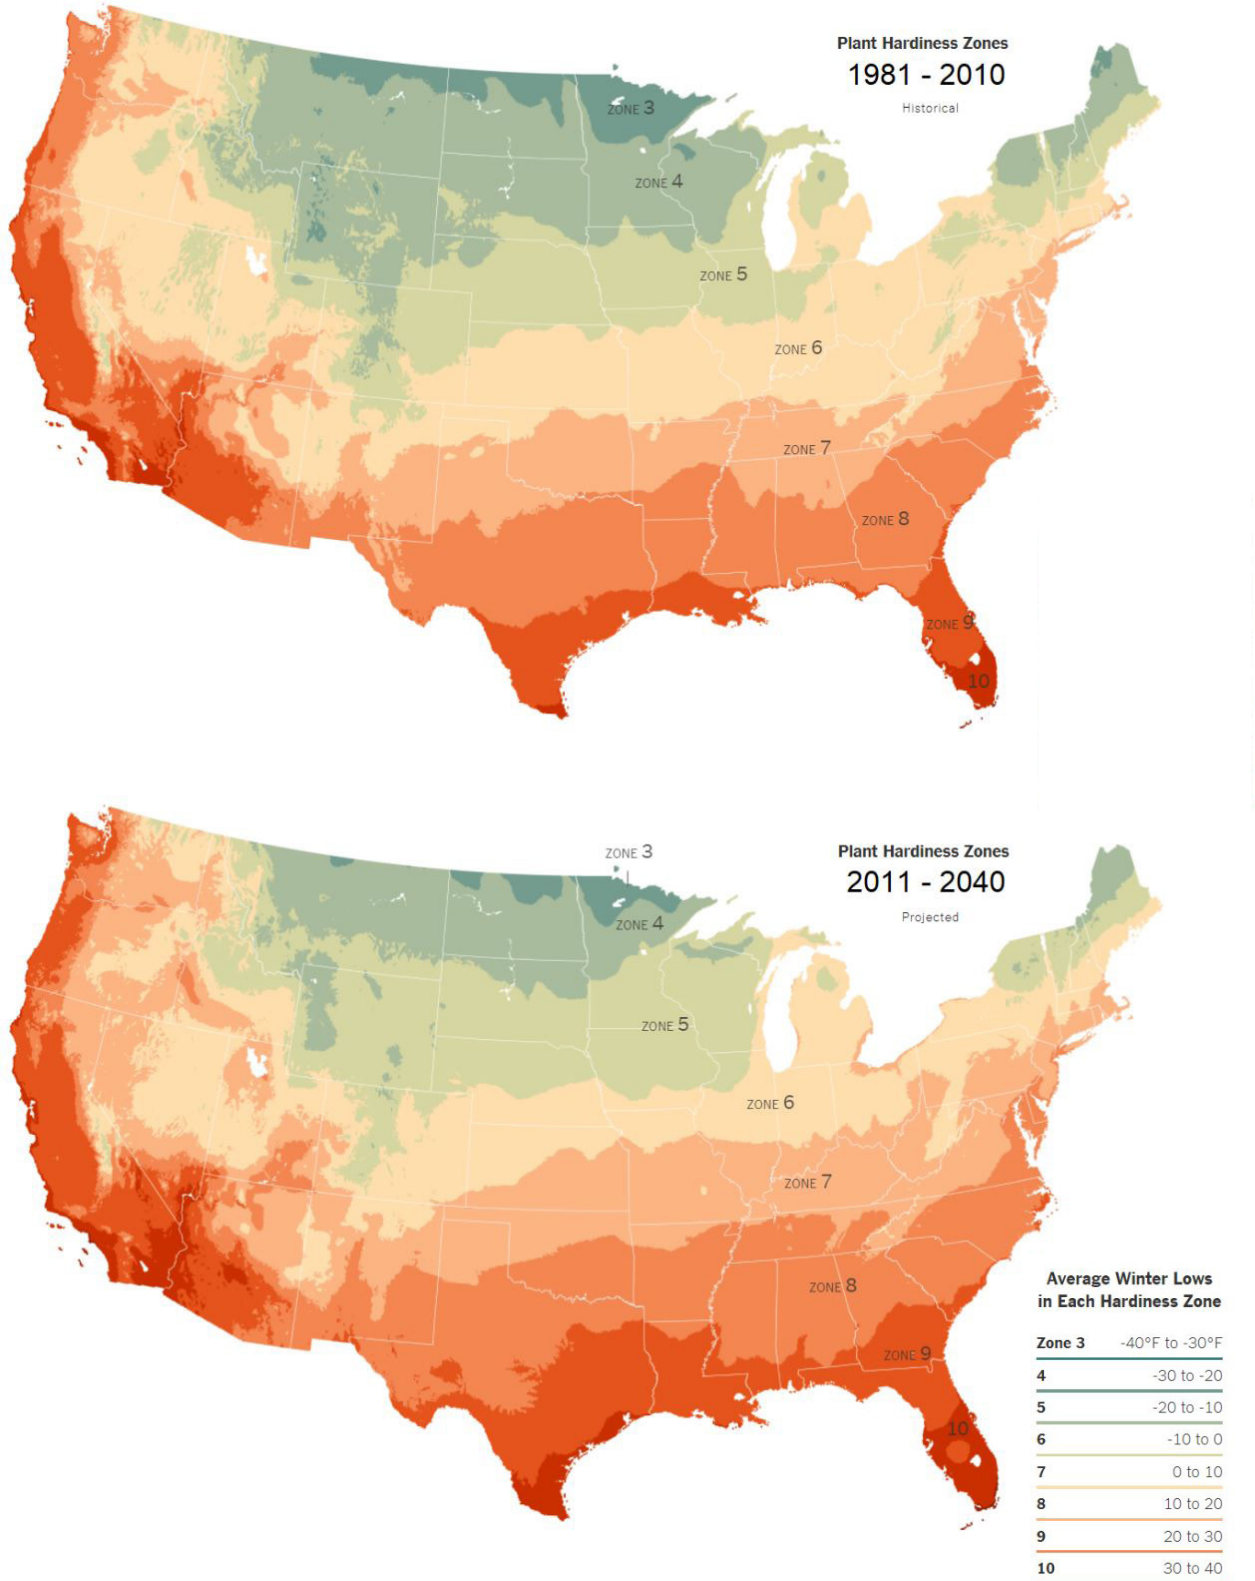 Plant Hardiness Zones
1981 - 2010
Historical
ZONE 3
ZONE 4
ZONE 5
ZONE 6
ZONE 7
ZONE 8
ZONE 9
10
Plant Hardiness Zones
2011 - 2040
Projected
ZONE 3
ZONE 4
ZONE 5
ZONE 6
ZONE 7
ZONE 8
ZONE 9
10
Average Winter Lows
in Each Hardiness Zone
Zone 3 -40°F to -30°F
4 -30 to -20
5 -20 to -10
6 -10 to 0
7 0 to 10
8 10 to 20
9 20 to 30
10 30 to 40